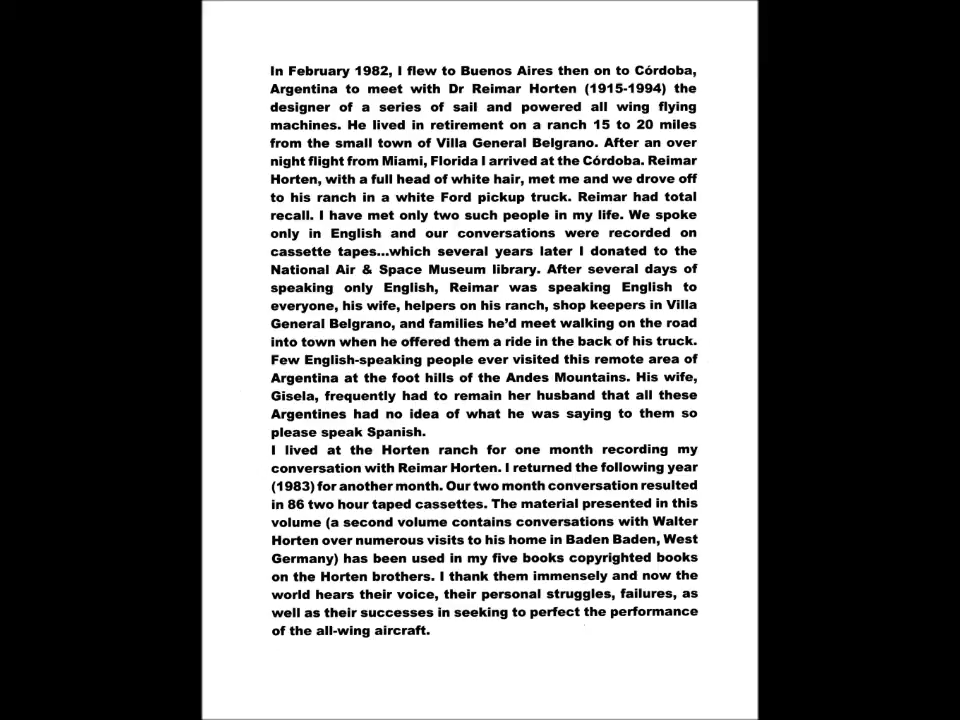 In February 1982, I flew to Buenos Aires then on to Córdoba,
Argentina to meet with Dr Reimar Horten (1915-1994) the
designer of a series of sail and powered all wing flying
machines. He lived in retirement on a ranch 15 to 20 miles
from the small town of Villa General Belgrano. After an over
night flight from Miami, Florida I arrived at the Córdoba. Reimar
Horten, with a full head of white hair, met me and we drove off
to his ranch in a white Ford pickup truck. Reimar had total
recall. I have met only two such people in my life. We spoke
only in English and our conversations were recorded on
cassette tapes...which several years later I donated to the
National Air & Space Museum library. After several days of
speaking only English, Reimar was speaking English to
everyone, his wife, helpers on his ranch, shop keepers in Villa
General Belgrano, and families he'd meet walking on the road
into town when he offered them a ride in the back of his truck.
Few English-speaking people ever visited this remote area of
Argentina at the foot hills of the Andes Mountains. His wife,
Gisela, frequently had to remain her husband that all these
Argentines had no idea of what he was saying to them so
please speak Spanish.
I lived at the Horten ranch for one month recording my
conversation with Reimar Horten. I returned the following year
(1983) for another month. Our two month conversation resulted
in 86 two hour taped cassettes. The material presented in this
volume (a second volume contains conversations with Walter
Horten over numerous visits to his home in Baden Baden, West
Germany) has been used in my five books copyrighted books
on the Horten brothers. I thank them immensely and now the
world hears their voice, their personal struggles, failures, as
well as their successes in seeking to perfect the performance
of the all-wing aircraft.